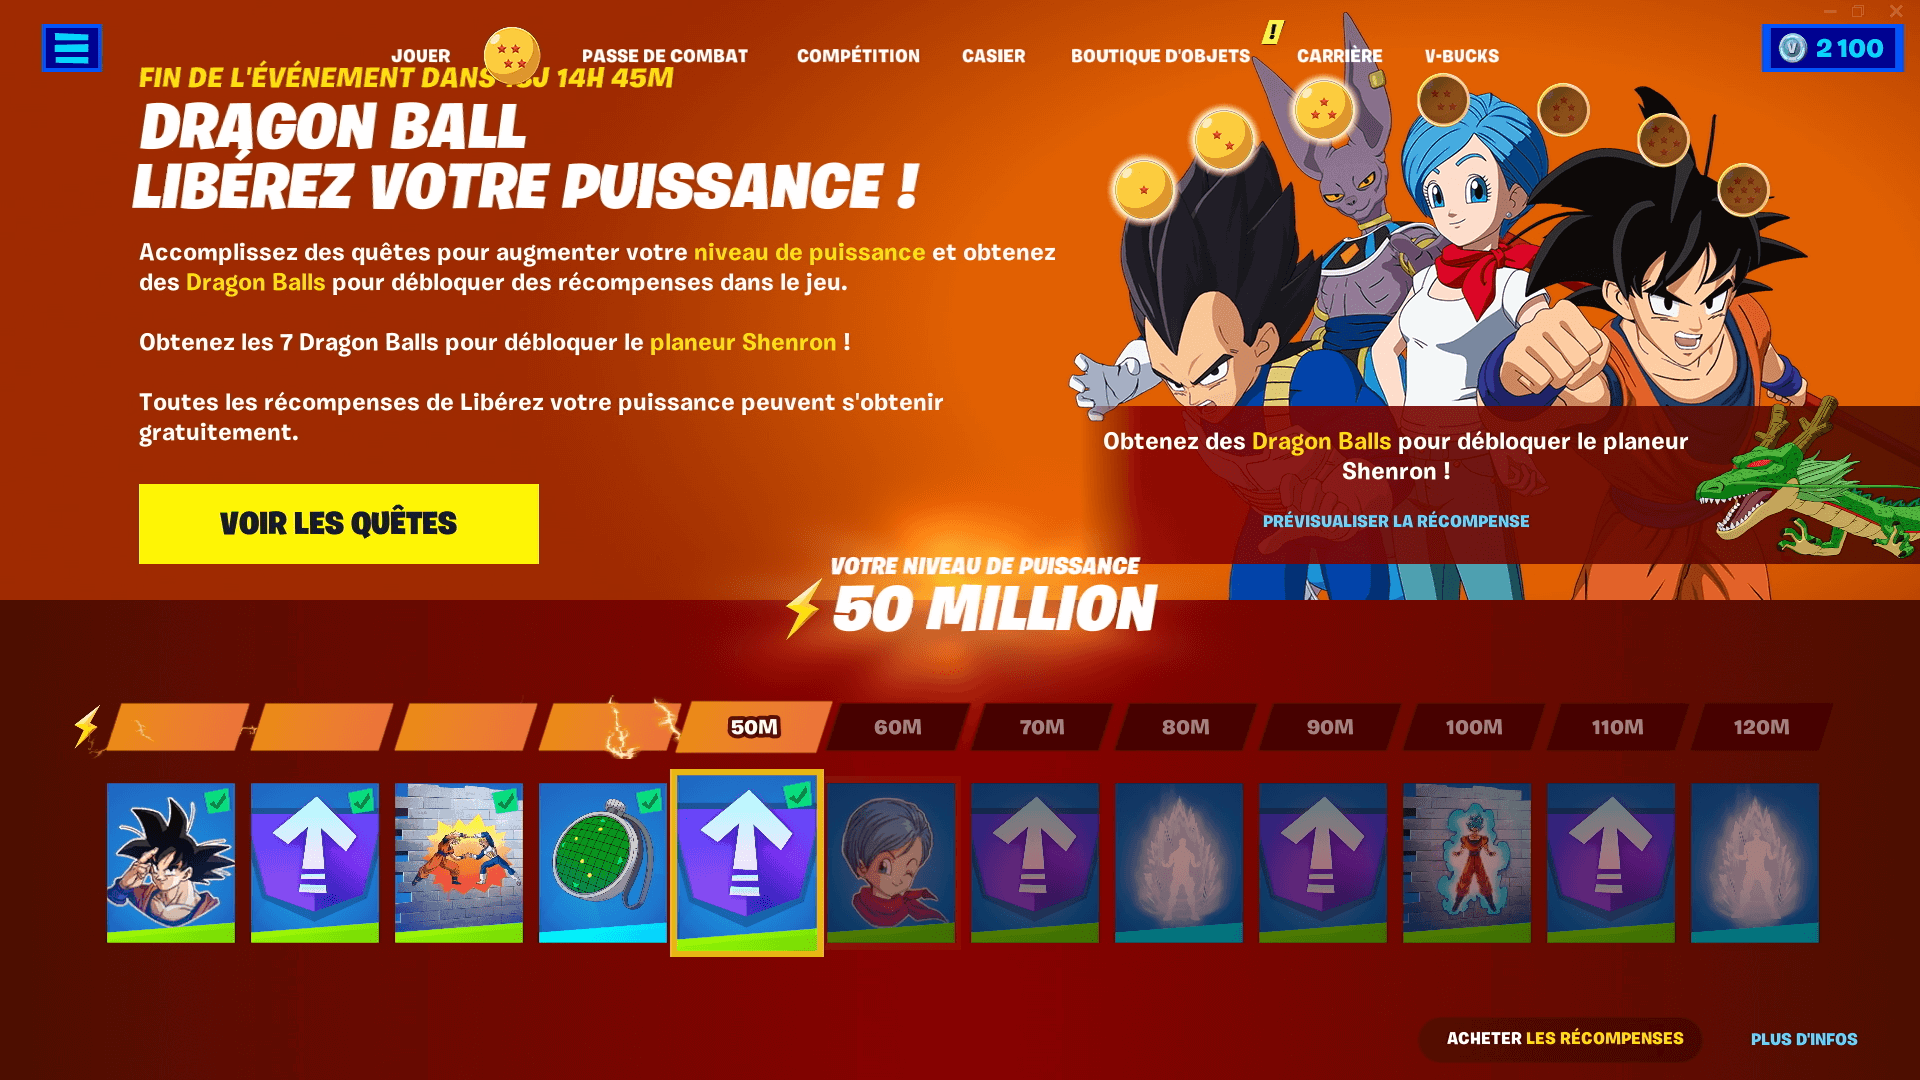 JOUER
PASSE DE COMBAT
COMPÉTITION
CASIER
BOUTIQUE D'OBJETS
!
CARRIÈRE
V-BUCKS
V
2 100
FIN DE L'ÉVÉNEMENT DANS J 14H 45M
DRAGON BALL
LIBÉREZ VOTRE PUISSANCE !
Accomplissez des quêtes pour augmenter votre niveau de puissance et obtenez
des Dragon Balls pour débloquer des récompenses dans le jeu.
Obtenez les 7 Dragon Balls pour débloquer le planeur Shenron !
Toutes les récompenses de Libérez votre puissance peuvent s'obtenir
gratuitement.
VOIR LES QUÊTES
Obtenez des Dragon Balls pour débloquer le planeur
Shenron !
PRÉVISUALISER LA RÉCOMPENSE
VOTRE NIVEAU DE PUISSANCE
50 MILLION
50M
60M
70M
80M
90M
100M
110M
120M
ACHETER LES RÉCOMPENSES
PLUS D'INFOS